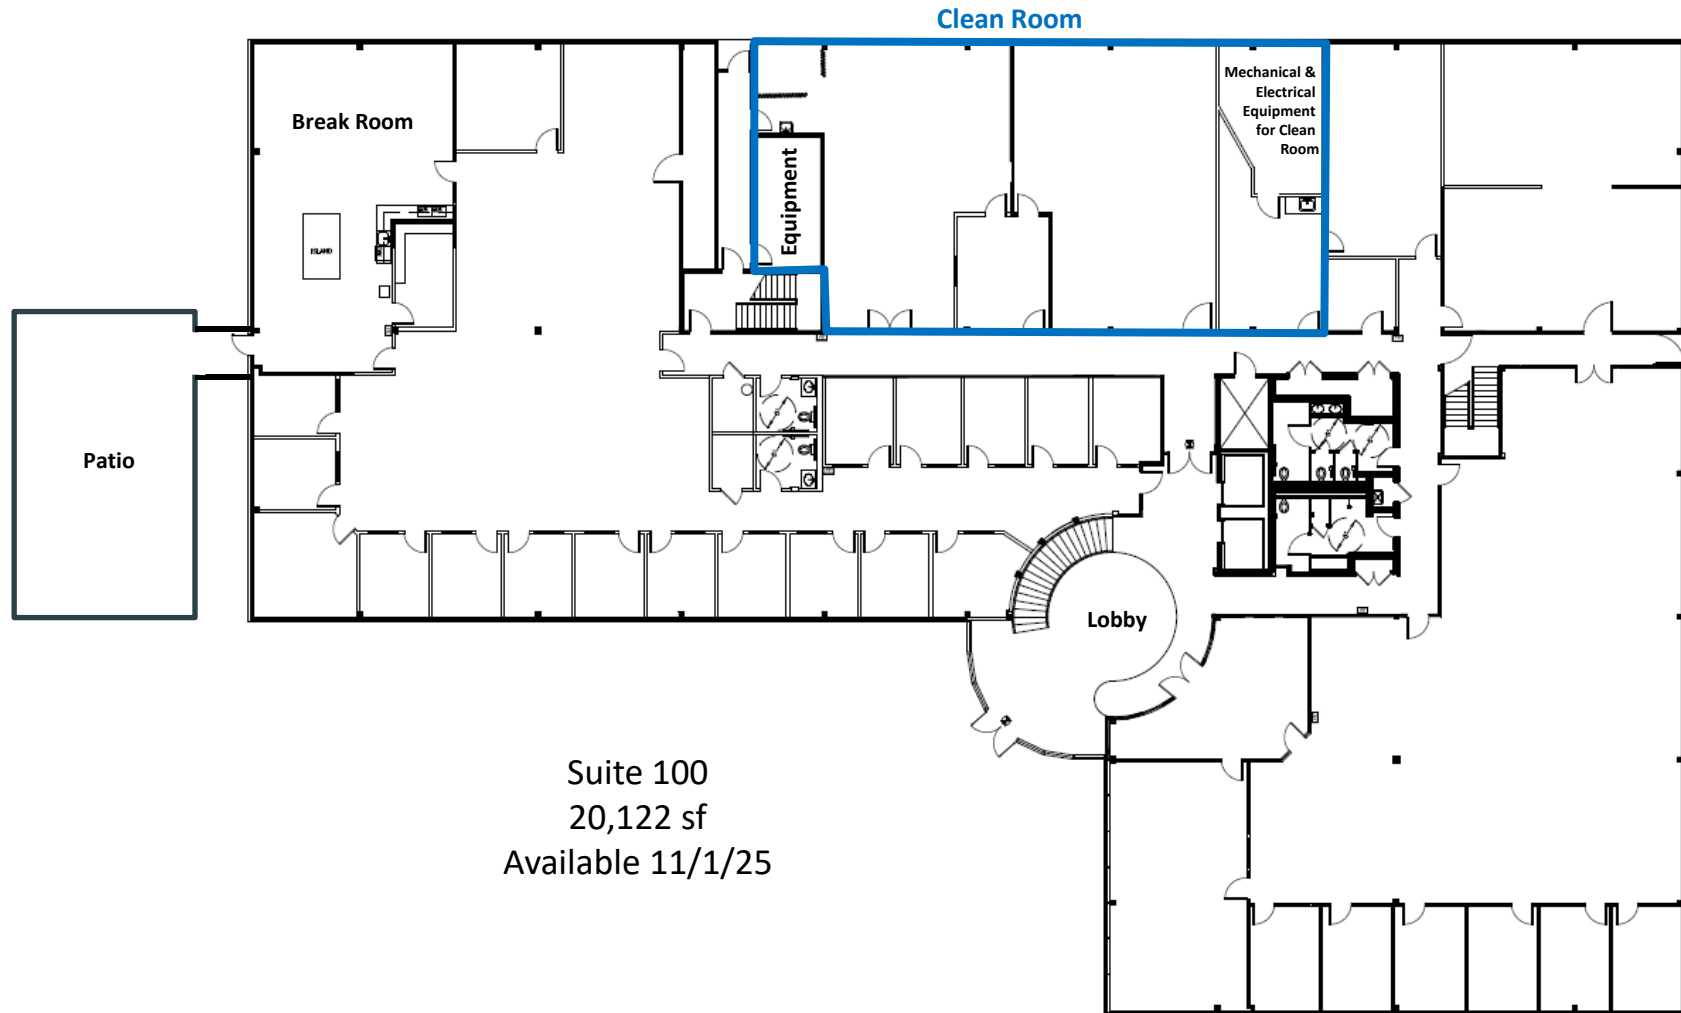 Clean Room
Mechanical &
Electrical
Equipment
for Clean
Room
Break Room
Equipment
ISLAND
Patio
Lobby
Suite 100
20,122 sf
Available 11/1/25